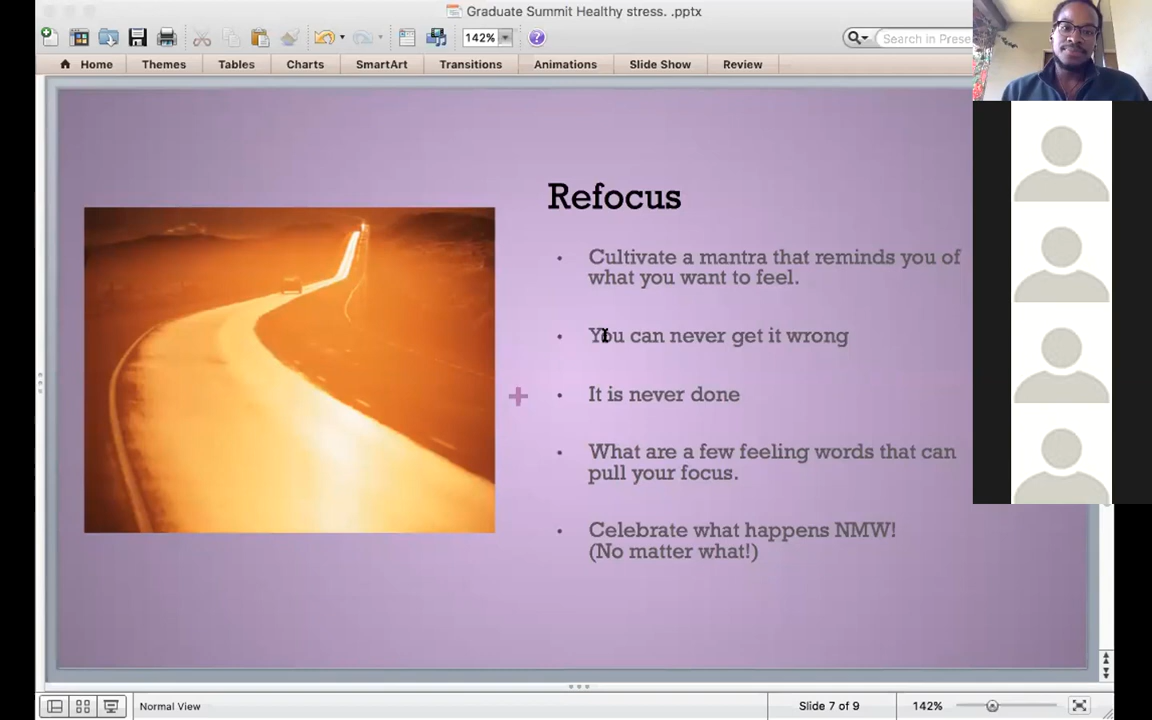 Graduate Summit Healthy stress. .pptx
142%
Search in Prese
Home Themes Tables Charts SmartArt Transitions Animations Slide Show Review
Refocus
• Cultivate a mantra that reminds you of
what you want to feel.
• You can never get it wrong
• It is never done
• What are a few feeling words that can
pull your focus.
• Celebrate what happens NMW!
(No matter what!)
Normal View
Slide 7 of 9
142%